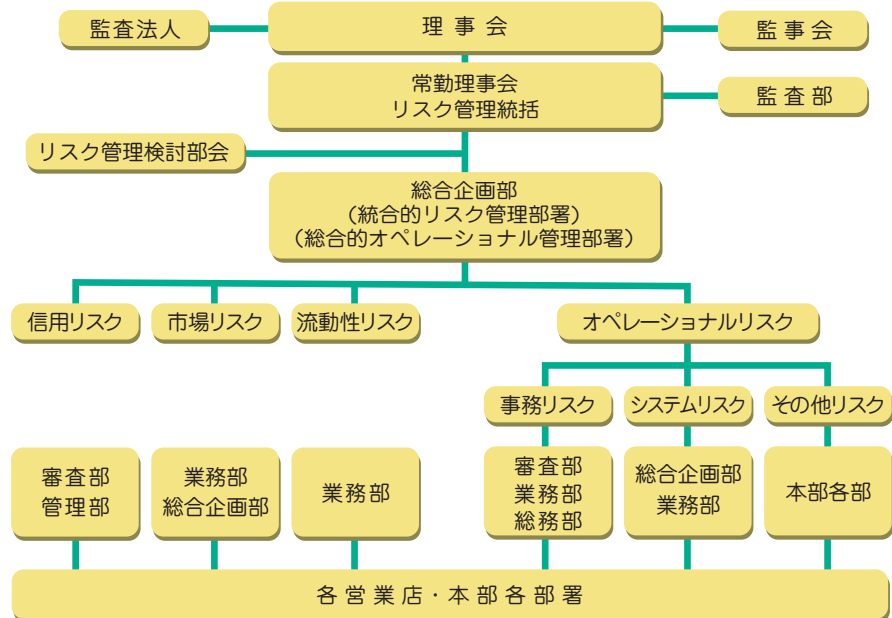 監査法人
理事会
監事会
常勤理事会
リスク管理統括
監査部
リスク管理検討部会
総合企画部
(統合的リスク管理部署)
(総合的オペレーショナル管理部署)
信用リスク
市場リスク
流動性リスク
オペレーショナルリスク
事務リスク
システムリスク
その他リスク
審査部
管理部
業務部
総合企画部
業務部
審査部
業務部
総務部
総合企画部
業務部
本部各部
各営業店・本部各部署